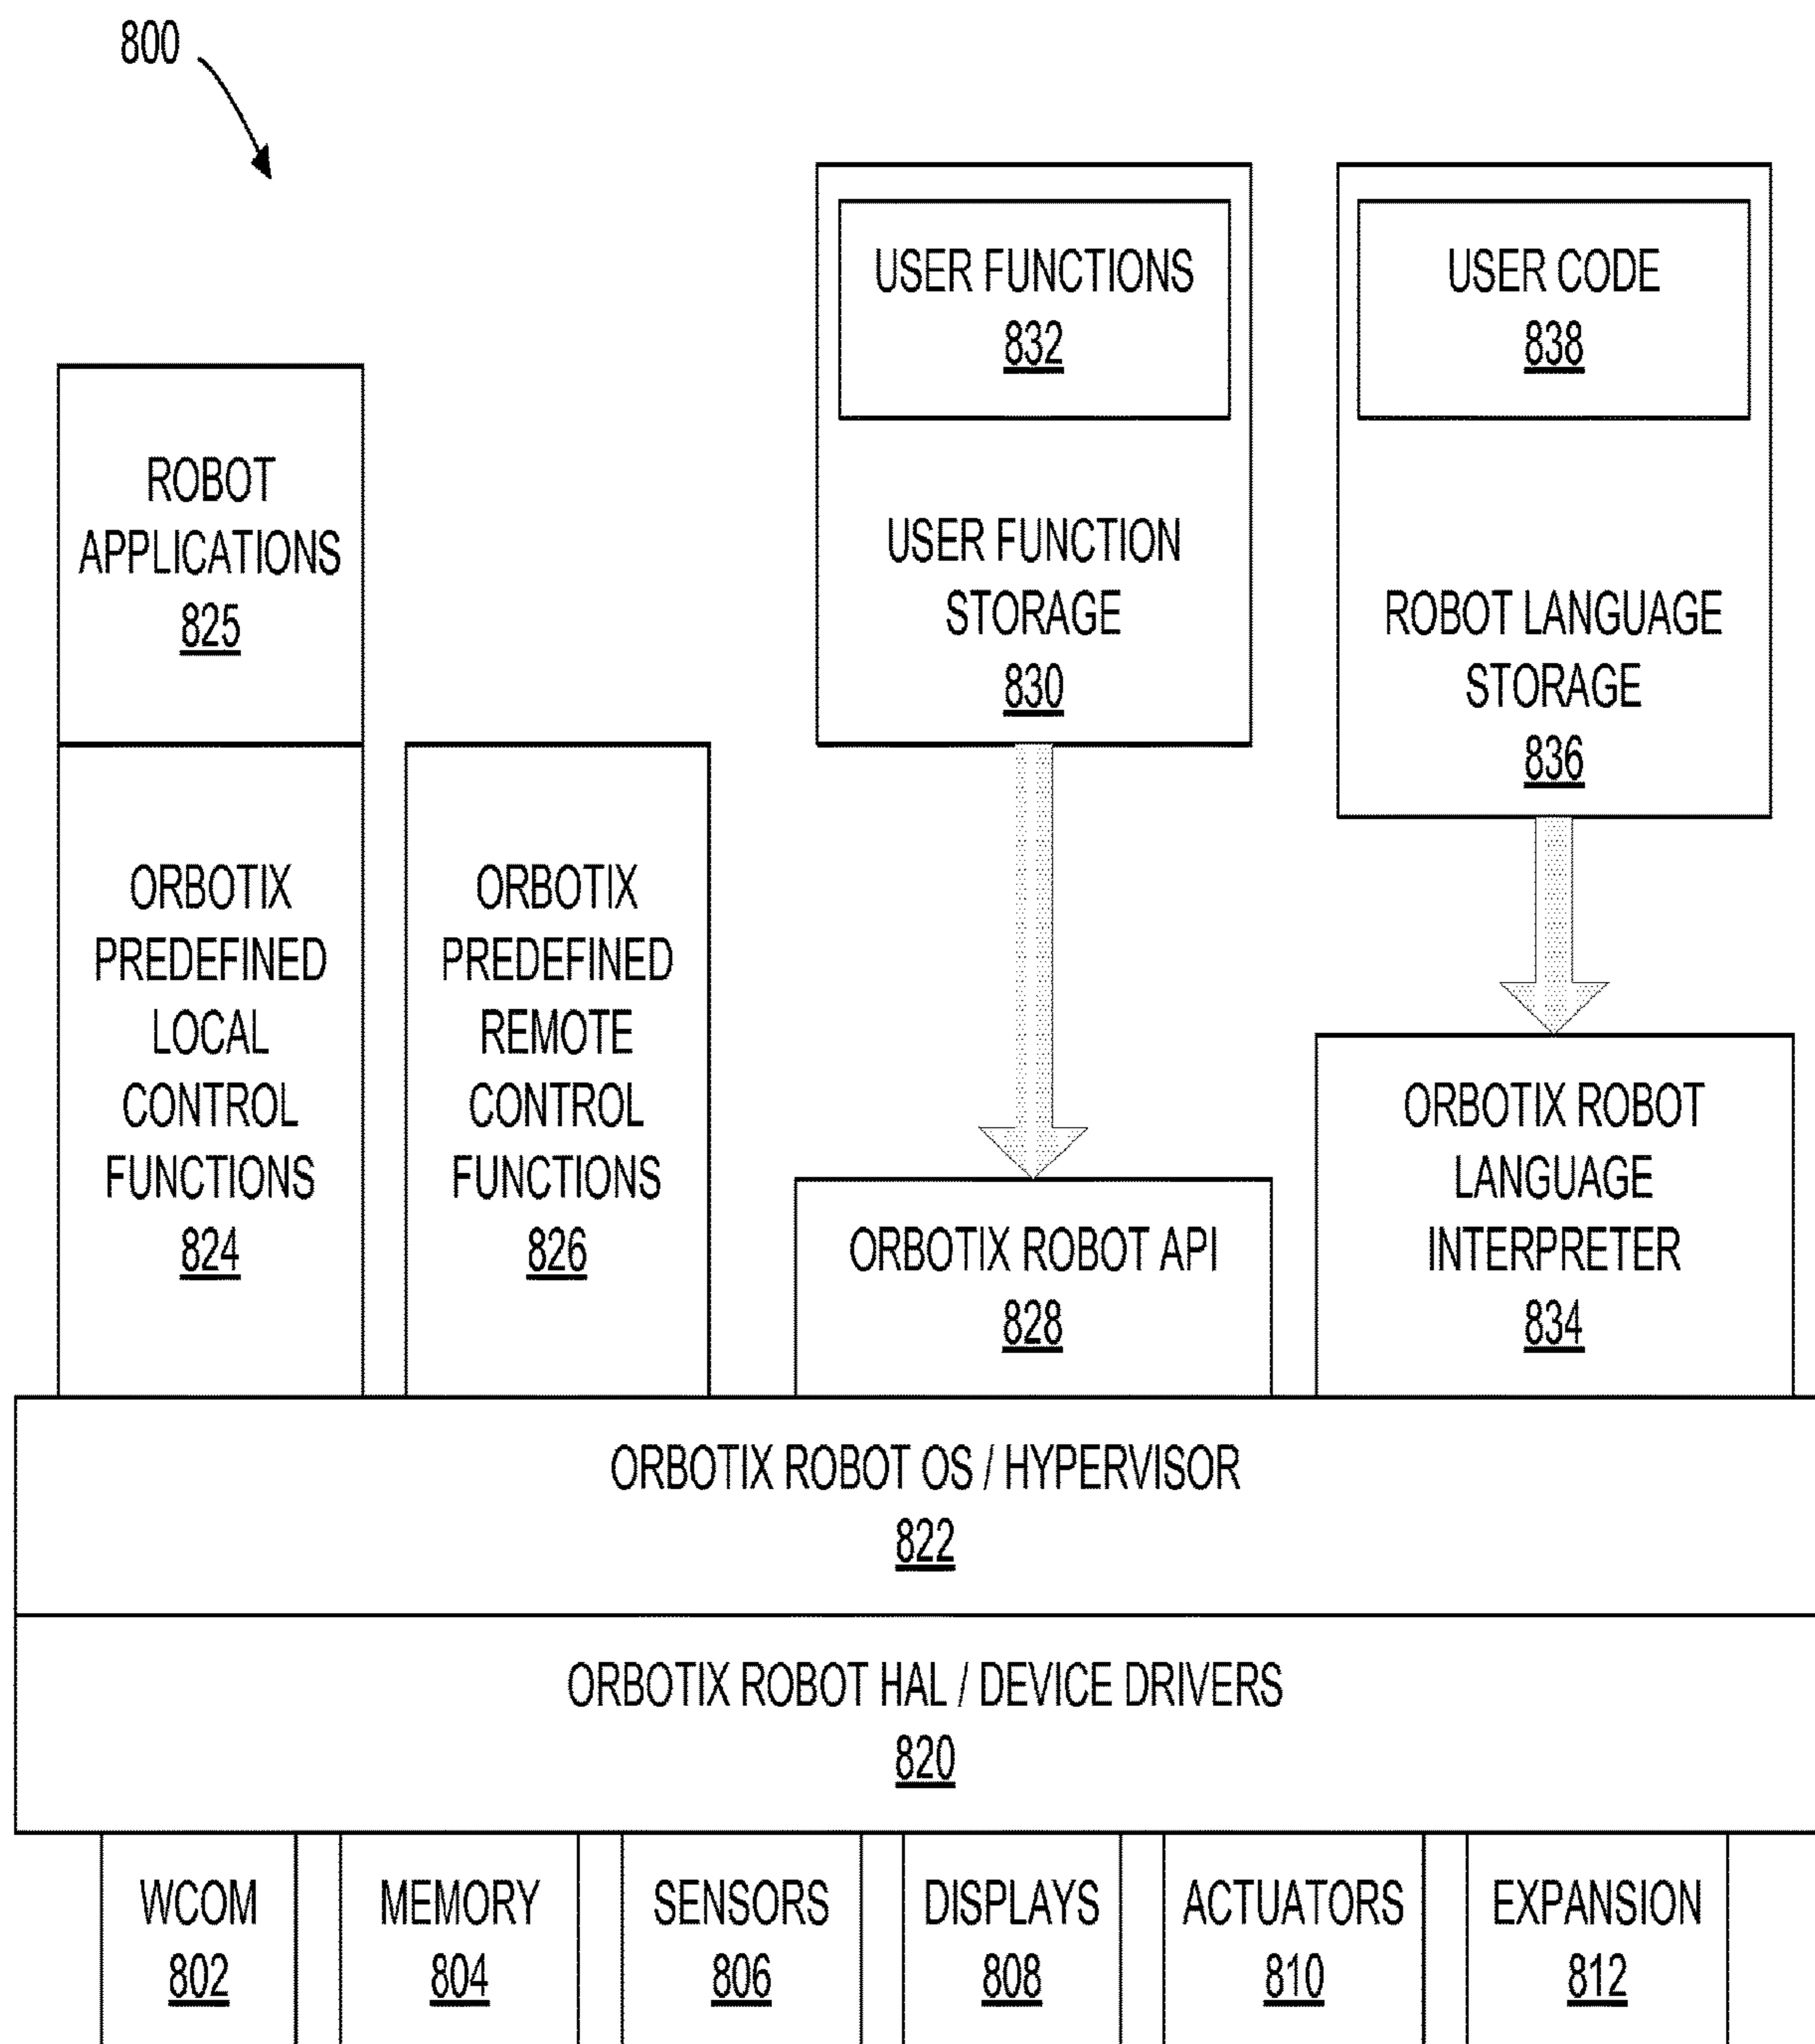 800
USER FUNCTIONS
832
USER FUNCTION
STORAGE
830
USER CODE
838
ROBOT LANGUAGE
STORAGE
836
ROBOT
APPLICATIONS
825
ORBOTIX
PREDEFINED
LOCAL
CONTROL
FUNCTIONS
824
ORBOTIX
PREDEFINED
REMOTE
CONTROL
FUNCTIONS
826
ORBOTIX ROBOT API
828
ORBOTIX ROBOT
LANGUAGE
INTERPRETER
834
ORBOTIX ROBOT OS / HYPERVISOR
822
ORBOTIX ROBOT HAL / DEVICE DRIVERS
820
WCOM
802
MEMORY
804
SENSORS
806
DISPLAYS
808
ACTUATORS
810
EXPANSION
812